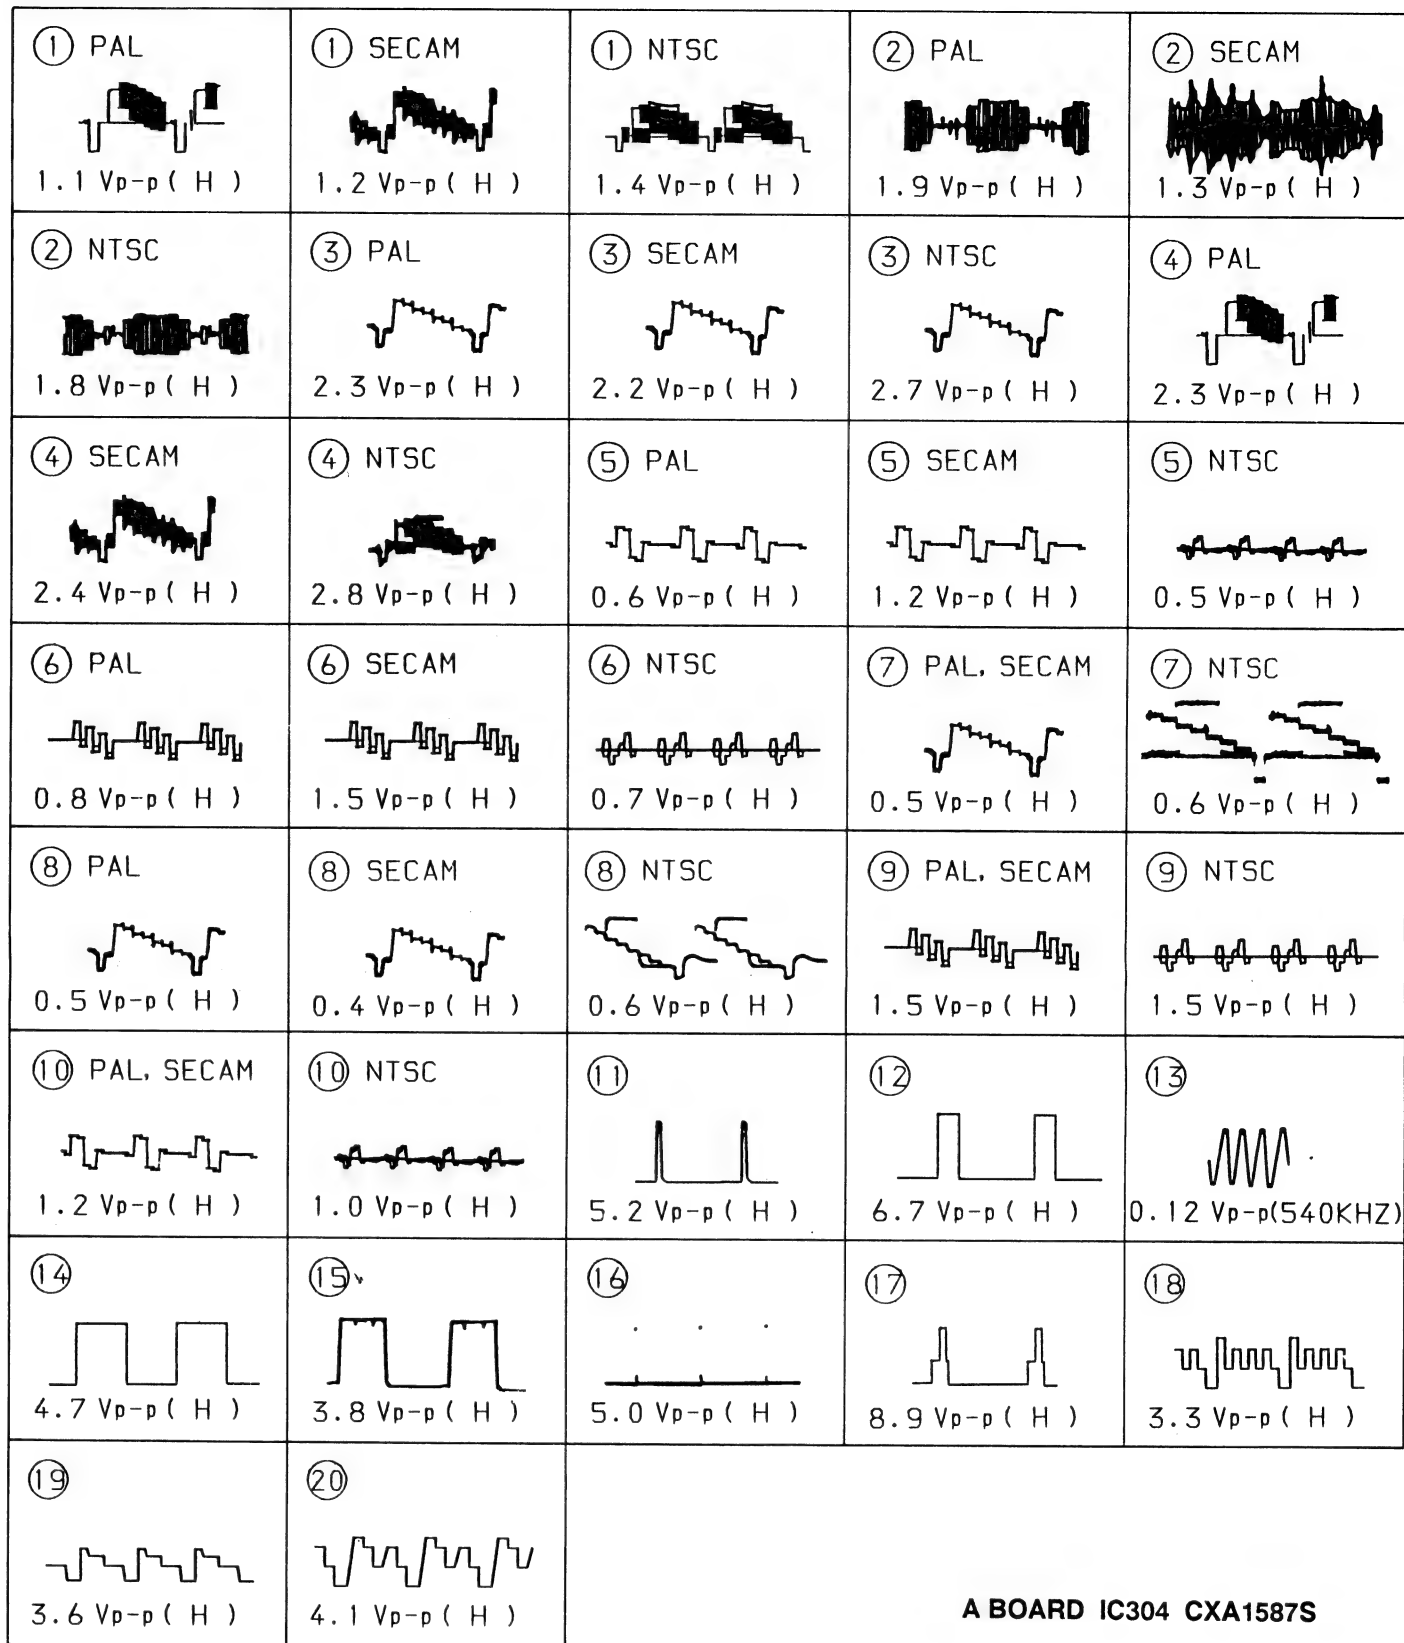 ① PAL
1.1 Vp-p ( H )
① SECAM
1.2 Vp-p ( H )
① NTSC
1.4 Vp-p ( H )
② PAL
1.9 Vp-p ( H )
② SECAM
1.3 Vp-p ( H )
② NTSC
1.8 Vp-p ( H )
③ PAL
2.3 Vp-p ( H )
③ SECAM
2.2 Vp-p ( H )
③ NTSC
2.7 Vp-p ( H )
④ PAL
2.3 Vp-p ( H )
④ SECAM
2.4 Vp-p ( H )
④ NTSC
2.8 Vp-p ( H )
⑤ PAL
0.6 Vp-p ( H )
⑤ SECAM
1.2 Vp-p ( H )
⑤ NTSC
0.5 Vp-p ( H )
⑥ PAL
0.8 Vp-p ( H )
⑥ SECAM
1.5 Vp-p ( H )
⑥ NTSC
0.7 Vp-p ( H )
⑦ PAL, SECAM
0.5 Vp-p ( H )
⑦ NTSC
0.6 Vp-p ( H )
⑧ PAL
0.5 Vp-p ( H )
⑧ SECAM
0.4 Vp-p ( H )
⑧ NTSC
0.6 Vp-p ( H )
⑨ PAL, SECAM
1.5 Vp-p ( H )
⑨ NTSC
1.5 Vp-p ( H )
⑩ PAL, SECAM
1.2 Vp-p ( H )
⑩ NTSC
1.0 Vp-p ( H )
⑪
5.2 Vp-p ( H )
⑫
6.7 Vp-p ( H )
⑬
0.12 Vp-p(540KHZ)
⑭
4.7 Vp-p ( H )
⑮
3.8 Vp-p ( H )
⑯
5.0 Vp-p ( H )
⑰
8.9 Vp-p ( H )
⑱
3.3 Vp-p ( H )
⑲
3.6 Vp-p ( H )
⑳
4.1 Vp-p ( H )
A BOARD IC304 CXA1587S